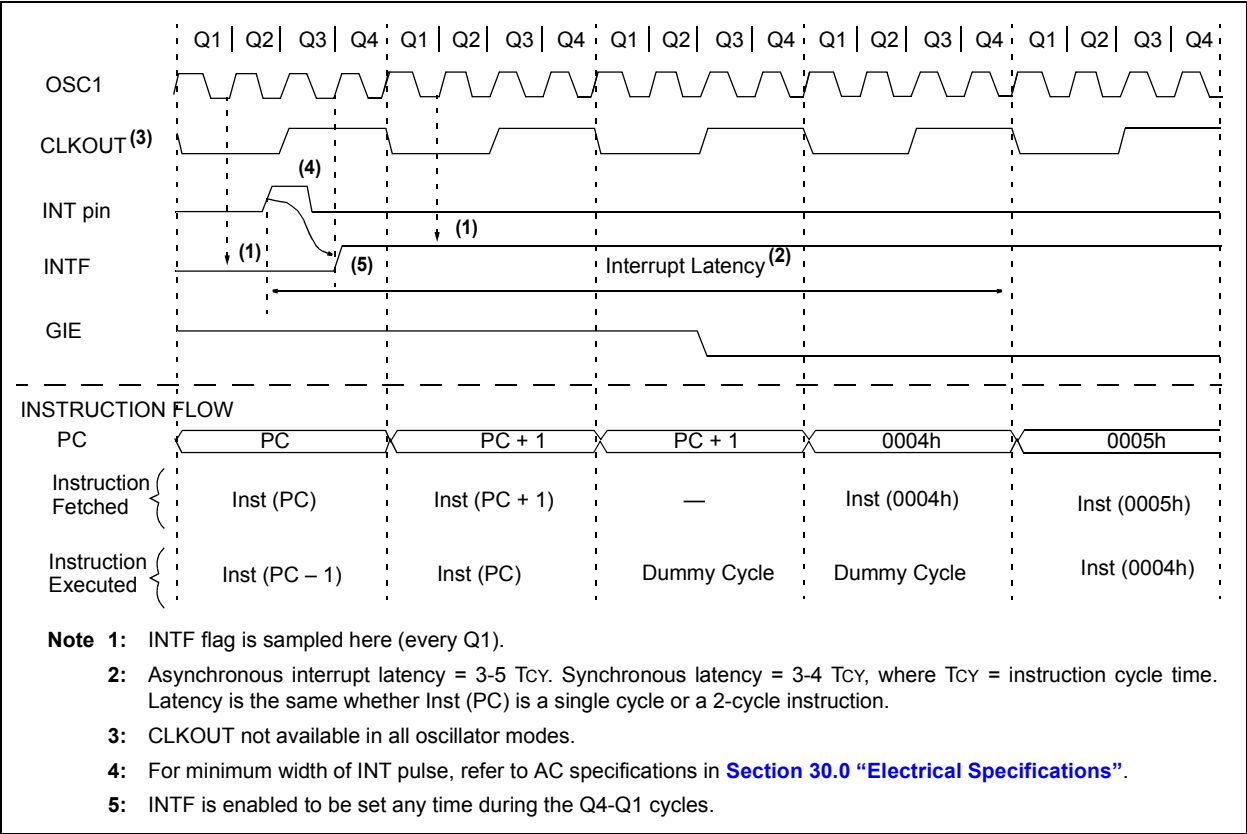 Q1 Q2 Q3 Q4 Q1 Q2 Q3 Q4 Q1 Q2 Q3 Q4 Q1 Q2 Q3 Q4 Q1 Q2 Q3 Q4
OSC1
CLKOUT(3)
(4)
INT pin
(1)
(1)
INTF
(5)
Interrupt Latency(2)
GIE
INSTRUCTION FLOW
PC PC PC + 1 PC + 1 0004h 0005h
Instruction
Fetched
Inst (PC) Inst (PC + 1) — Inst (0004h) Inst (0005h)
Instruction
Executed
Inst (PC – 1) Inst (PC) Dummy Cycle Dummy Cycle Inst (0004h)
Note 1: INTF flag is sampled here (every Q1).
2: Asynchronous interrupt latency = 3-5 TCY. Synchronous latency = 3-4 TCY, where TCY = instruction cycle time.
Latency is the same whether Inst (PC) is a single cycle or a 2-cycle instruction.
3: CLKOUT not available in all oscillator modes.
4: For minimum width of INT pulse, refer to AC specifications in Section 30.0 “Electrical Specifications”.
5: INTF is enabled to be set any time during the Q4-Q1 cycles.